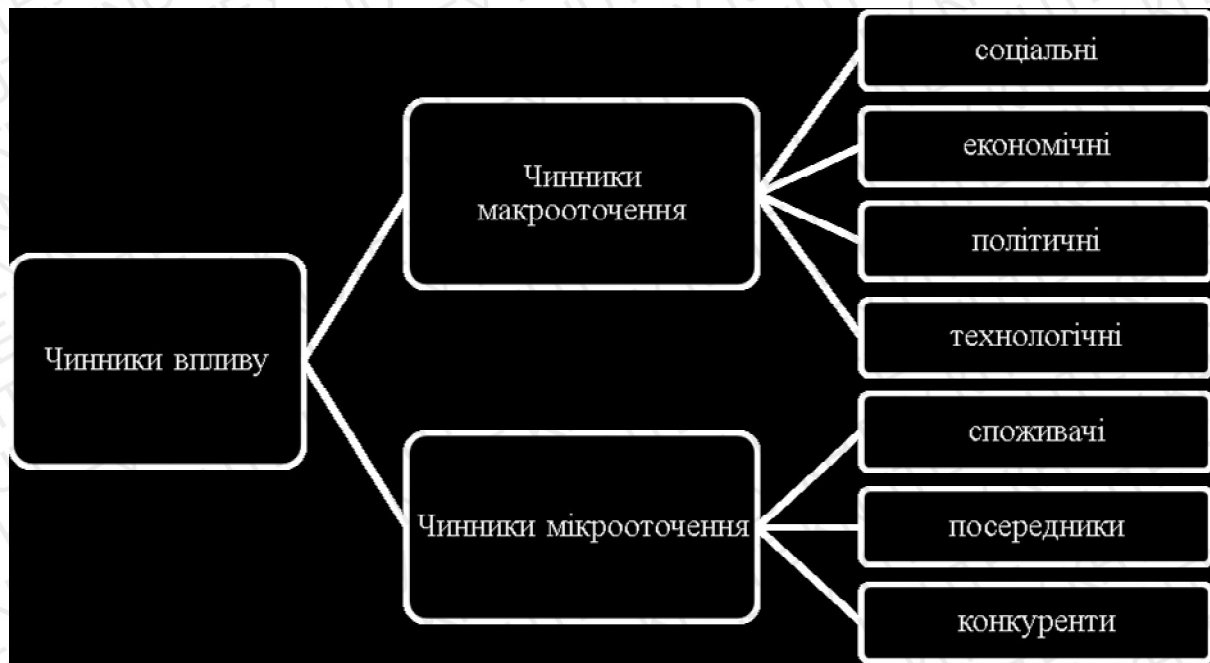 Чинники впливу
Чинники
макрооточення
соціальні
економічні
політичні
технологічні
Чинники мікрооточення
споживачі
посередники
конкуренти